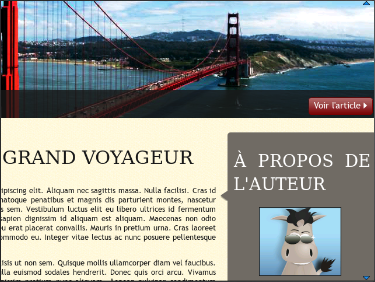 Voir l'article
GRAND VOYAGEUR
ipiscing elit. Aliquam nec sagittis massa. Nulla facilisi. Cras id
natoque penatibus et magnis dis parturient montes, nascetur
s sem. Vestibulum luctus elit eu libero ultrices id fermentum
sapien dignissim id aliquam est aliquam. Maecenas non odio
u erat placerat convallis. Mauris in pretium urna. Cras laoreet
ommodo eu. Integer vitae lectus ac nunc posuere pellentesque
lisis ut non sem. Quisque mollis ullamcorper diam vel faucibus.
lla euismod sodales hendrerit. Donec quis orci arcu. Vivamus
À PROPOS DE
L'AUTEUR